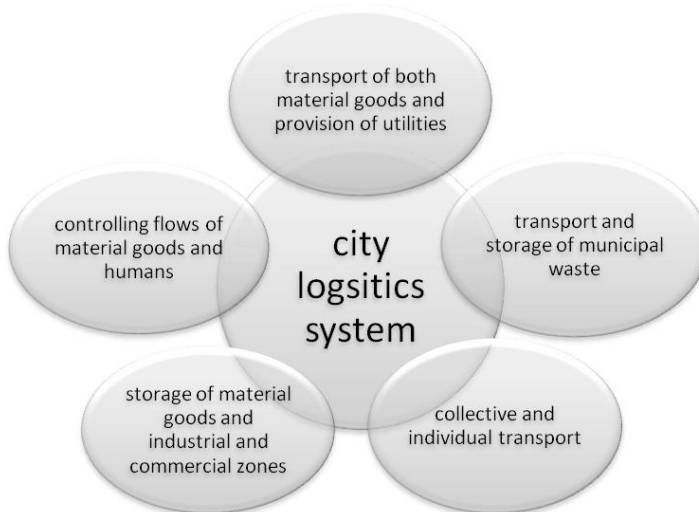 transport of both
material goods and
provision of utilities
controlling flows of
material goods and
humans
city
logsitics
system
transport and
storage of municipal
waste
storage of material
goods and
industrial and
commercial zones
collective and
individual transport